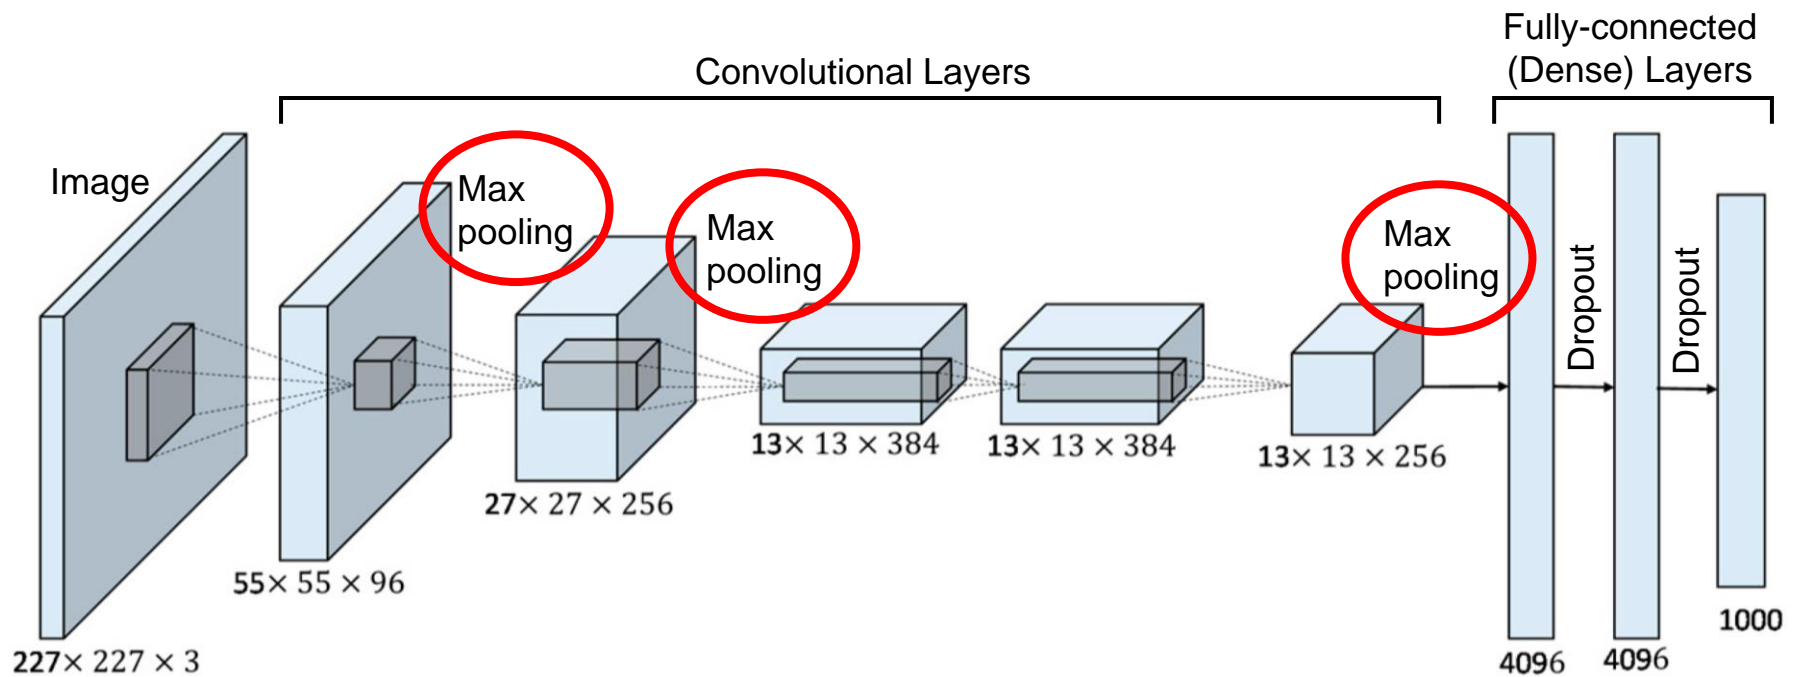 Fully-connected
(Dense) Layers
Convolutional Layers
Image
Max
pooling
Max
pooling
Max
pooling
Dropout
Dropout
227× 227 × 3
55× 55 × 96
27× 27 × 256
13× 13 × 384
13× 13 × 384
13× 13 × 256
4096
4096
1000